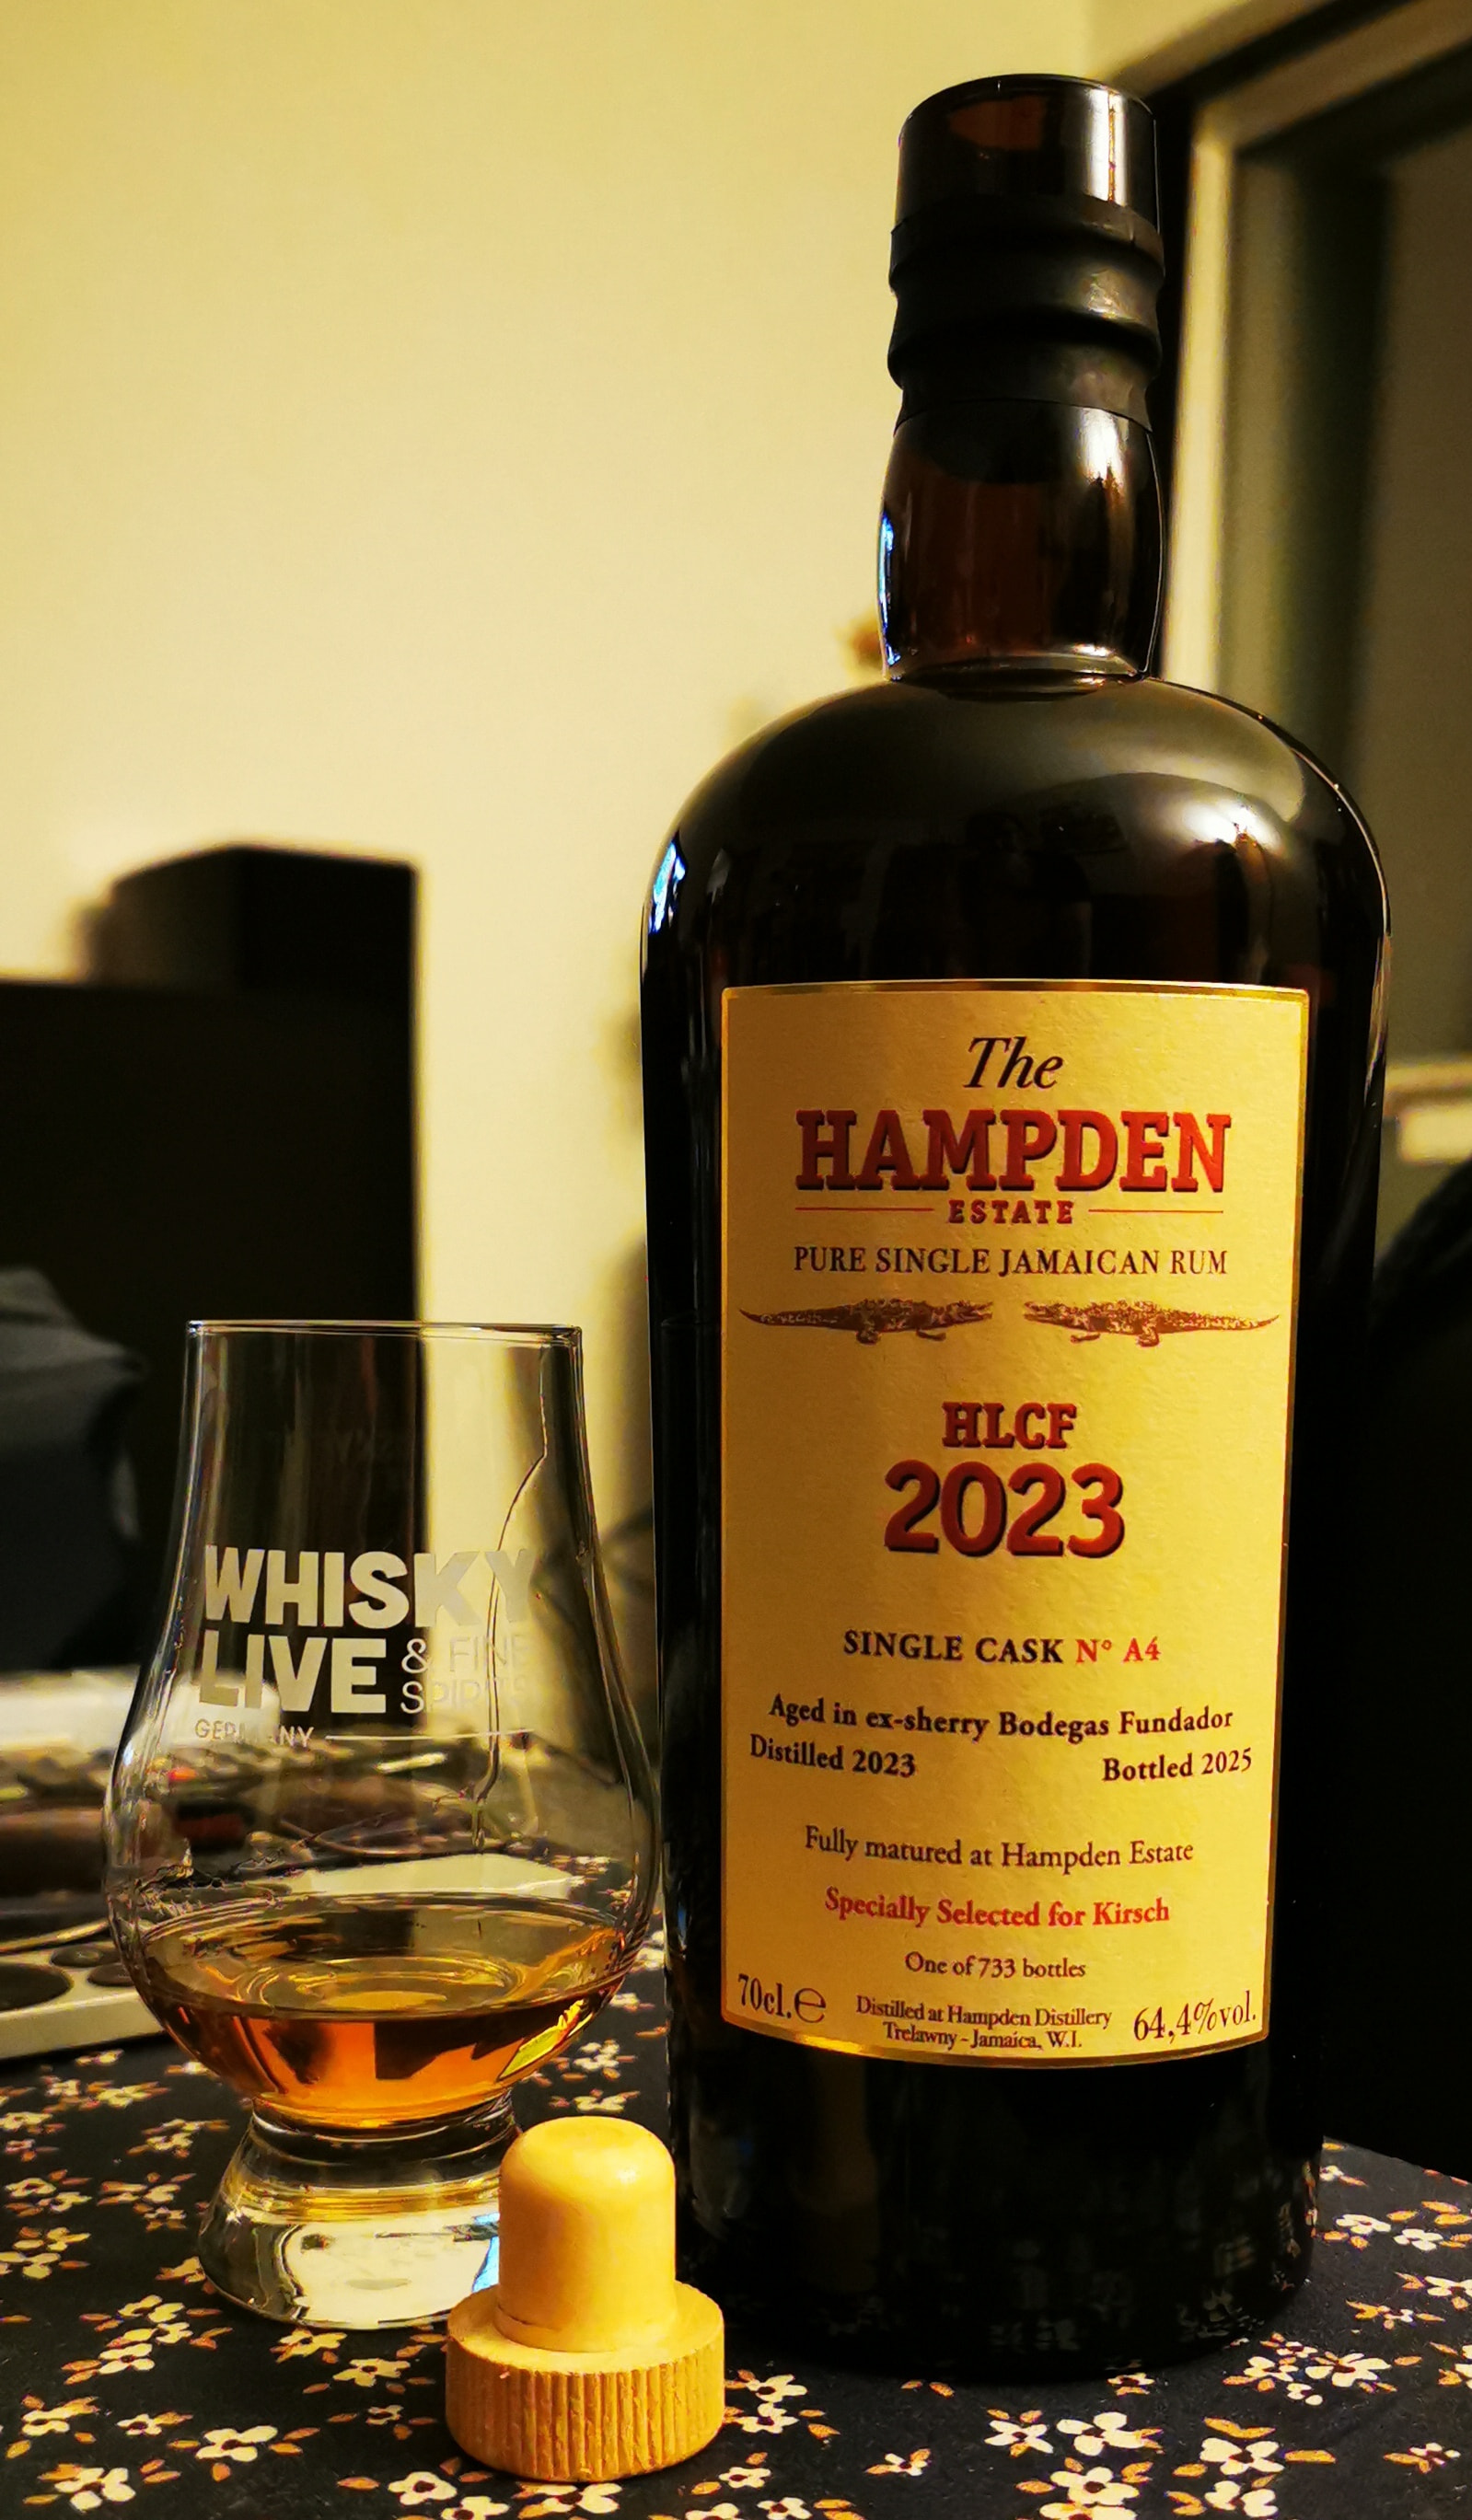 The
HAMPDEN
ESTATE
PURE SINGLE JAMAICAN RUM
HLCF
2023
SINGLE CASK N° A4
Aged in ex-sherry Bodegas Fundador
Distilled 2023 Bottled 2025
Fully matured at Hampden Estate
Specially Selected for Kirsch
One of 733 bottles
70cl.℮ Distilled at Hampden Distillery 64,4%vol.
Trelawny - Jamaica, W.I.
WHISKY
LIVE & FINE
SPIRITS
GERMANY